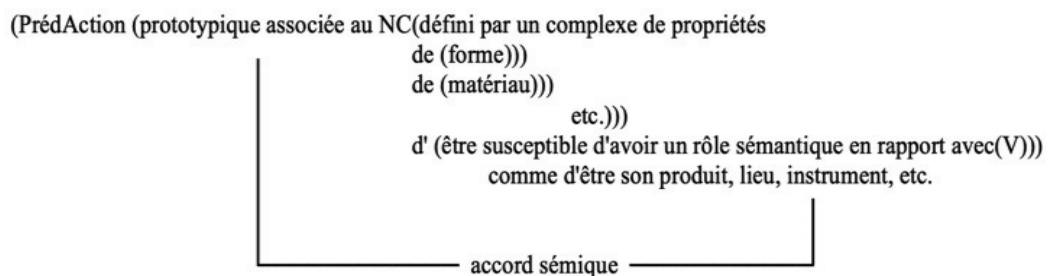 (PrédAction (prototypique associée au NC(défini par un complexe de propriétés
de (forme)))
de (matériau)))
etc.)))
d' (être susceptible d'avoir un rôle sémantique en rapport avec(V)))
comme d'être son produit, lieu, instrument, etc.
accord sémique